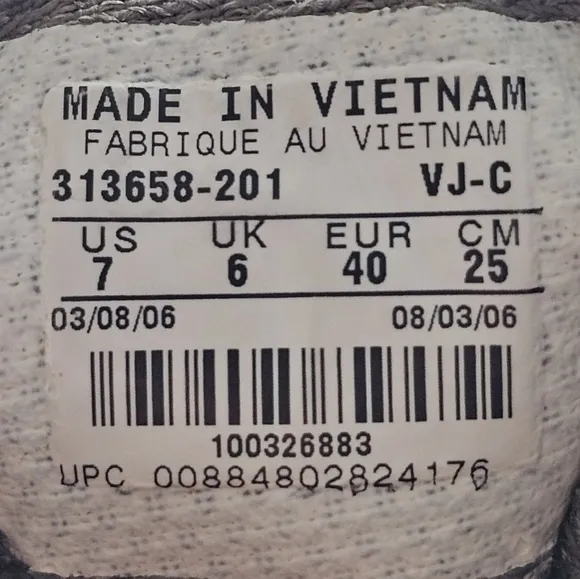 MADE IN VIETNAM
FABRIQUE AU VIETNAM
313658-201 VJ-C
US UK EUR CM
7 6 40 25
03/08/06 08/03/06
100326883
UPC 00884802824176